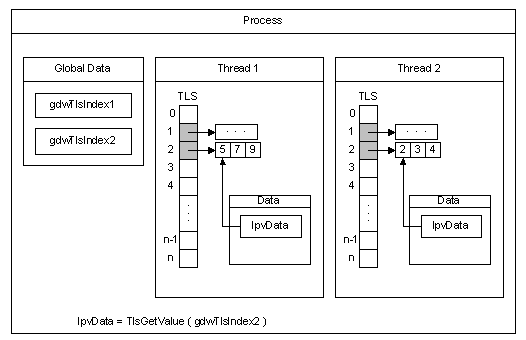 Process
Global Data
gdwTlsIndex1
gdwTlsIndex2
Thread 1
TLS
0
1
2
3
4
n-1
n
. . .
5 7 9
Data
lpvData
Thread 2
TLS
0
1
2
3
4
n-1
n
. . .
2 3 4
Data
lpvData
lpvData = TlsGetValue ( gdwTlsIndex2 )